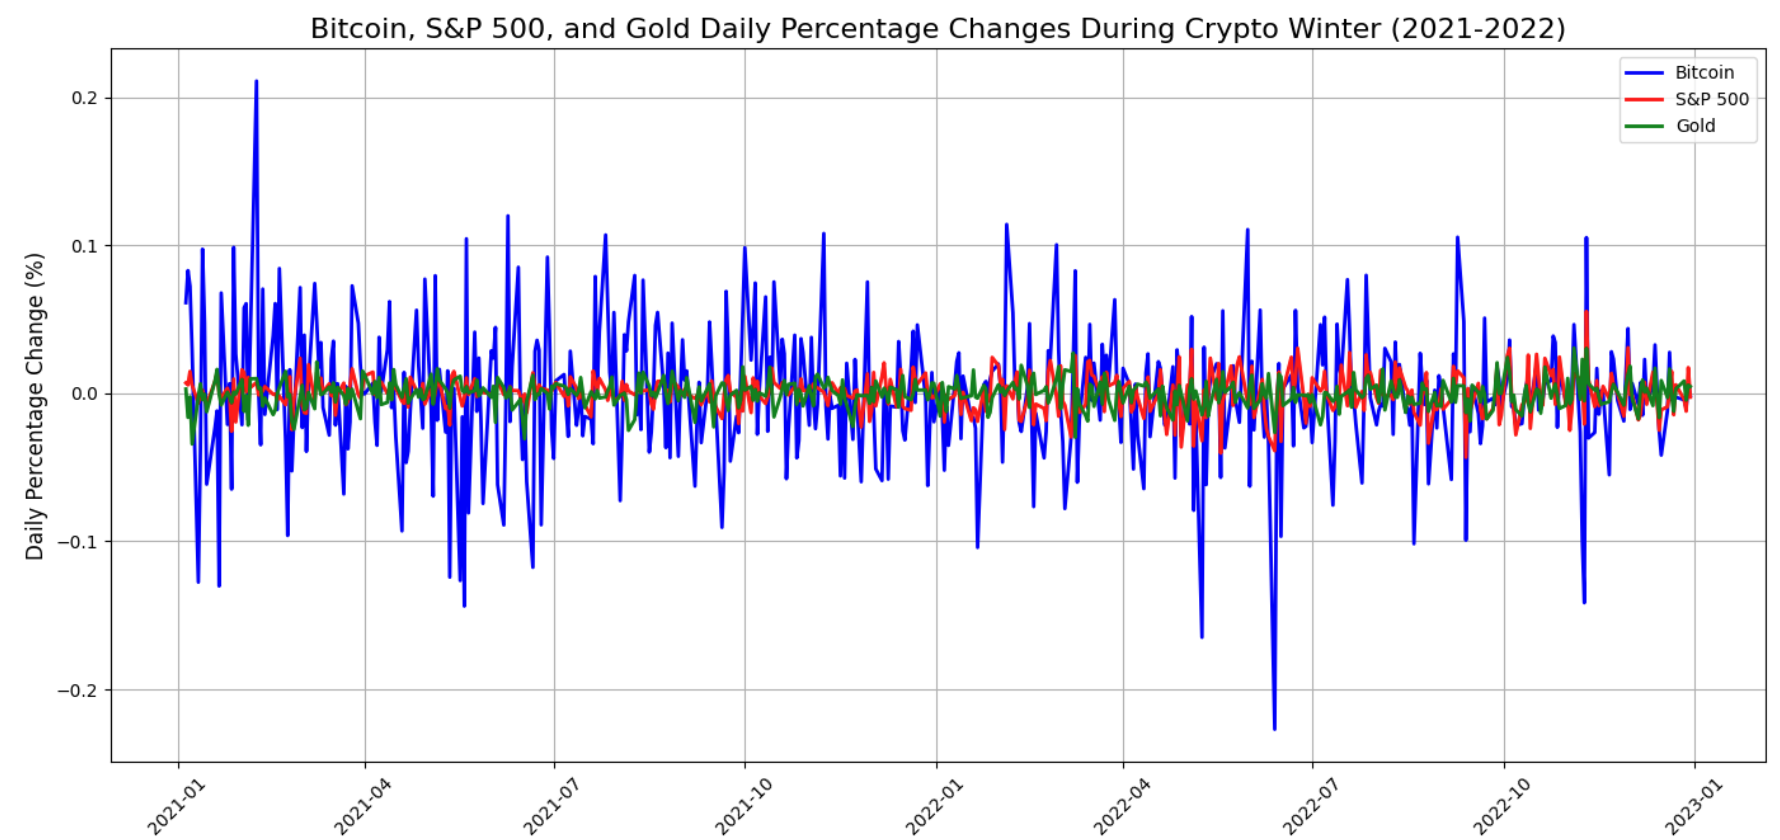 Bitcoin, S&P 500, and Gold Daily Percentage Changes During Crypto Winter (2021-2022)
Bitcoin
S&P 500
Gold
Daily Percentage Change (%)
0.2
0.1
0.0
−0.1
−0.2
2021-01
2021-04
2021-07
2021-10
2022-01
2022-04
2022-07
2022-10
2023-01